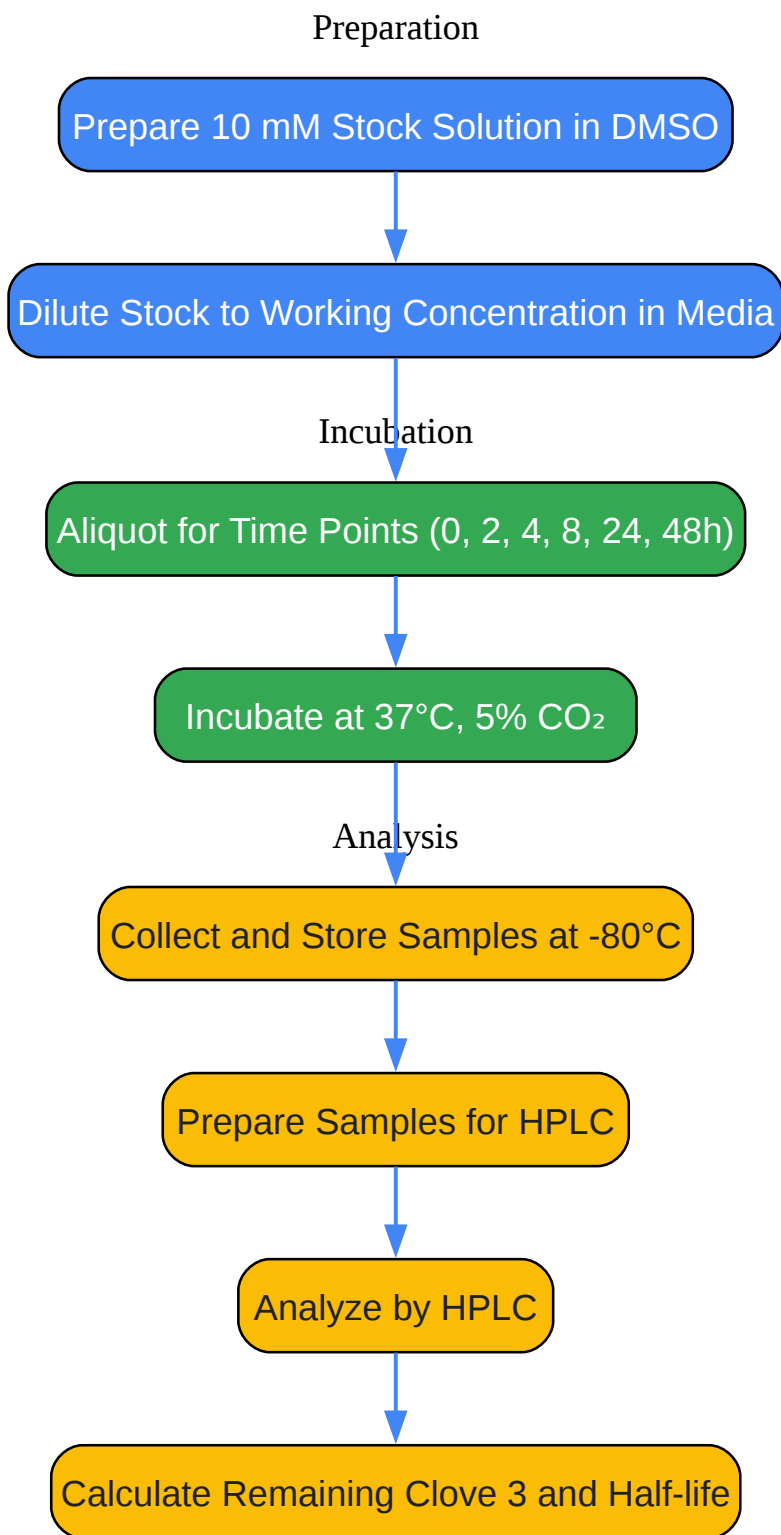 Preparation
Prepare 10 mM Stock Solution in DMSO
Dilute Stock to Working Concentration in Media
Incubation
Aliquot for Time Points (0, 2, 4, 8, 24, 48h)
Incubate at 37°C, 5% CO₂
Analysis
Collect and Store Samples at -80°C
Prepare Samples for HPLC
Analyze by HPLC
Calculate Remaining Clove 3 and Half-life